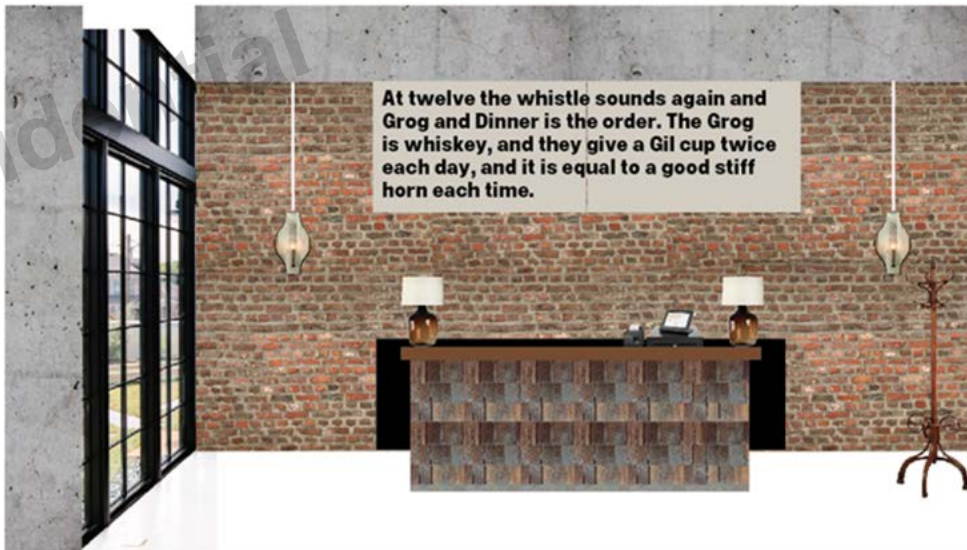 At twelve the whistle sounds again and
Grog and Dinner is the order. The Grog
is whiskey, and they give a Gil cup twice
each day, and it is equal to a good stiff
horn each time.